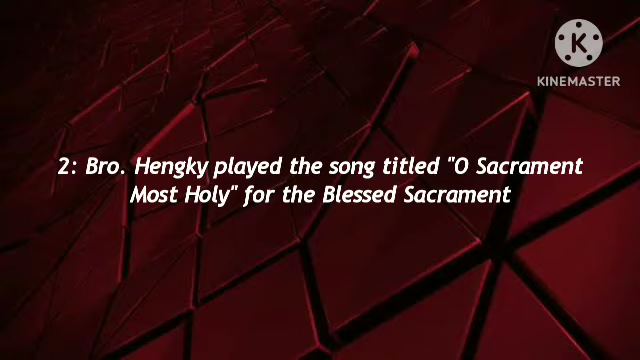 K
KINEMASTER
2: Bro. Hengky played the song titled "O Sacrament
Most Holy" for the Blessed Sacrament